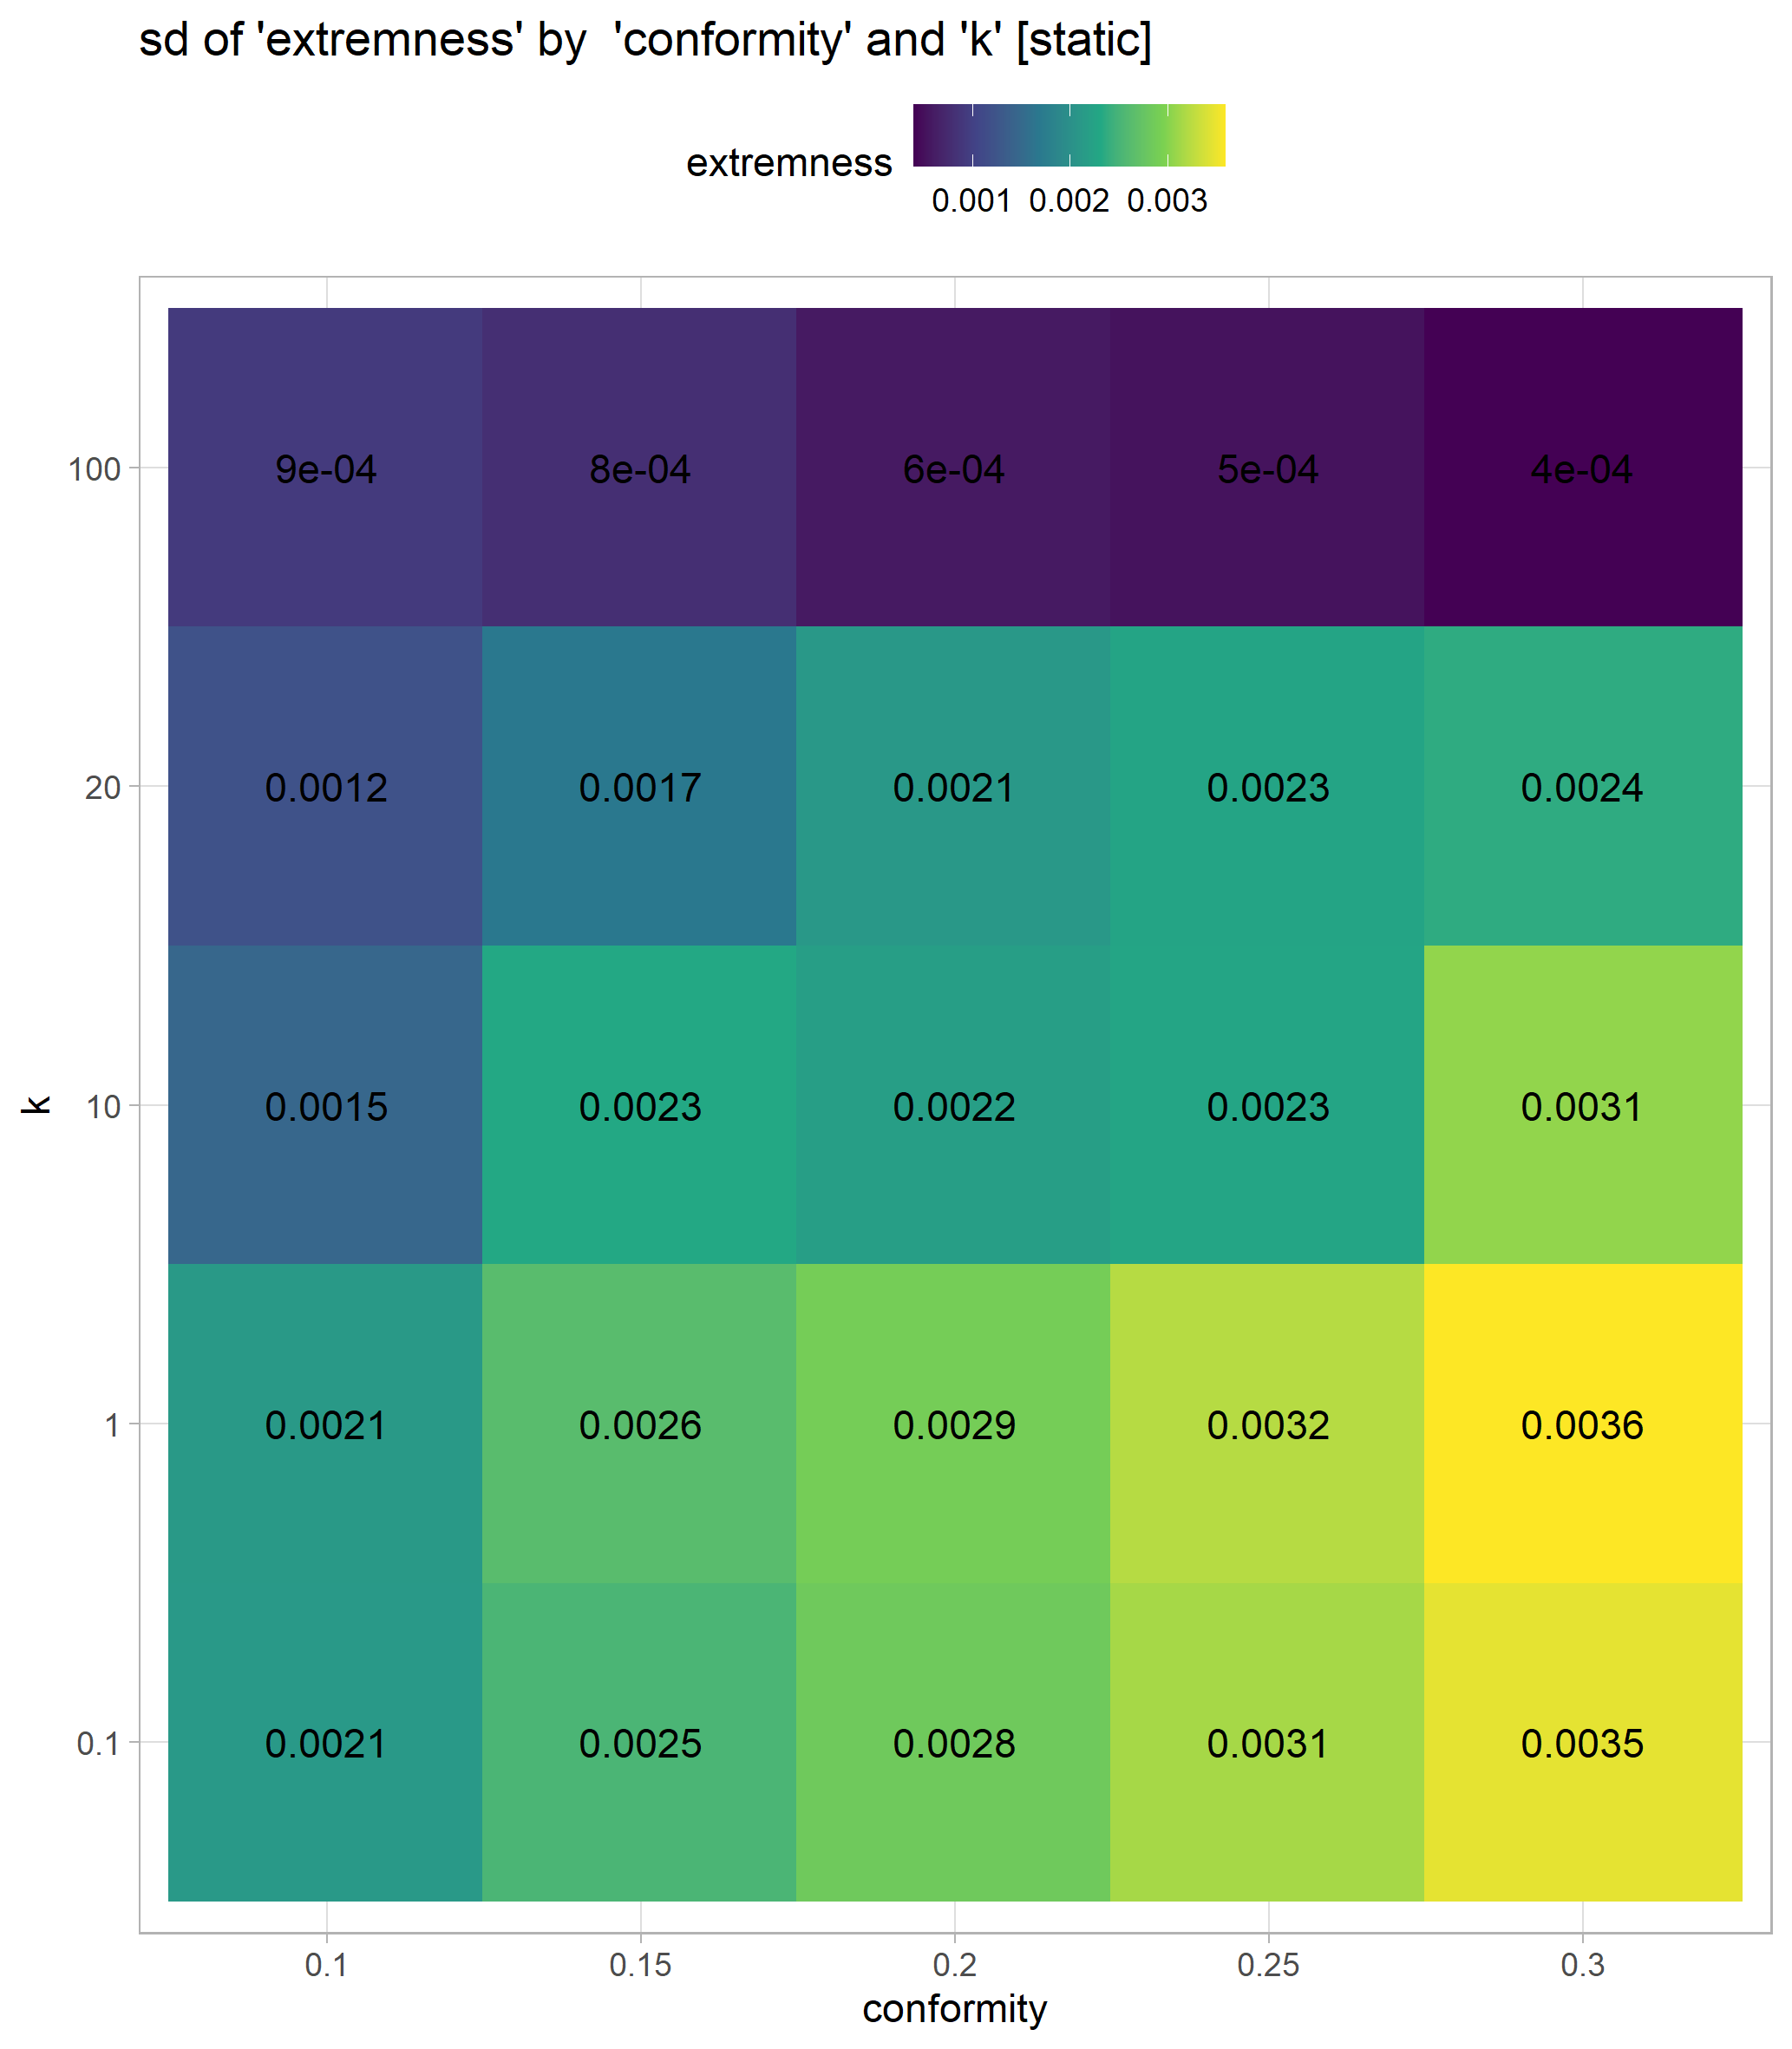 sd of 'extremness' by  'conformity' and 'k' [static]
extremness
0.001 0.002 0.003
100 9e-04 8e-04 6e-04 5e-04 4e-04
20 0.0012 0.0017 0.0021 0.0023 0.0024
k
10 0.0015 0.0023 0.0022 0.0023 0.0031
1 0.0021 0.0026 0.0029 0.0032 0.0036
0.1 0.0021 0.0025 0.0028 0.0031 0.0035
0.1 0.15 0.2 0.25 0.3
conformity